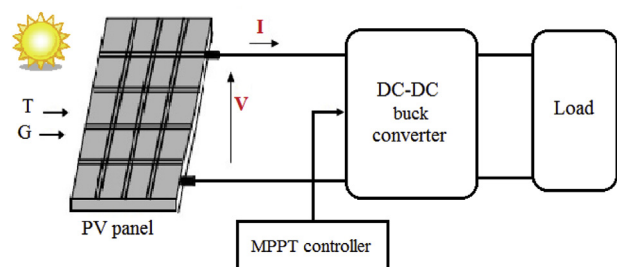 I
T
G
V
PV panel
DC-DC
buck
converter
Load
MPPT controller